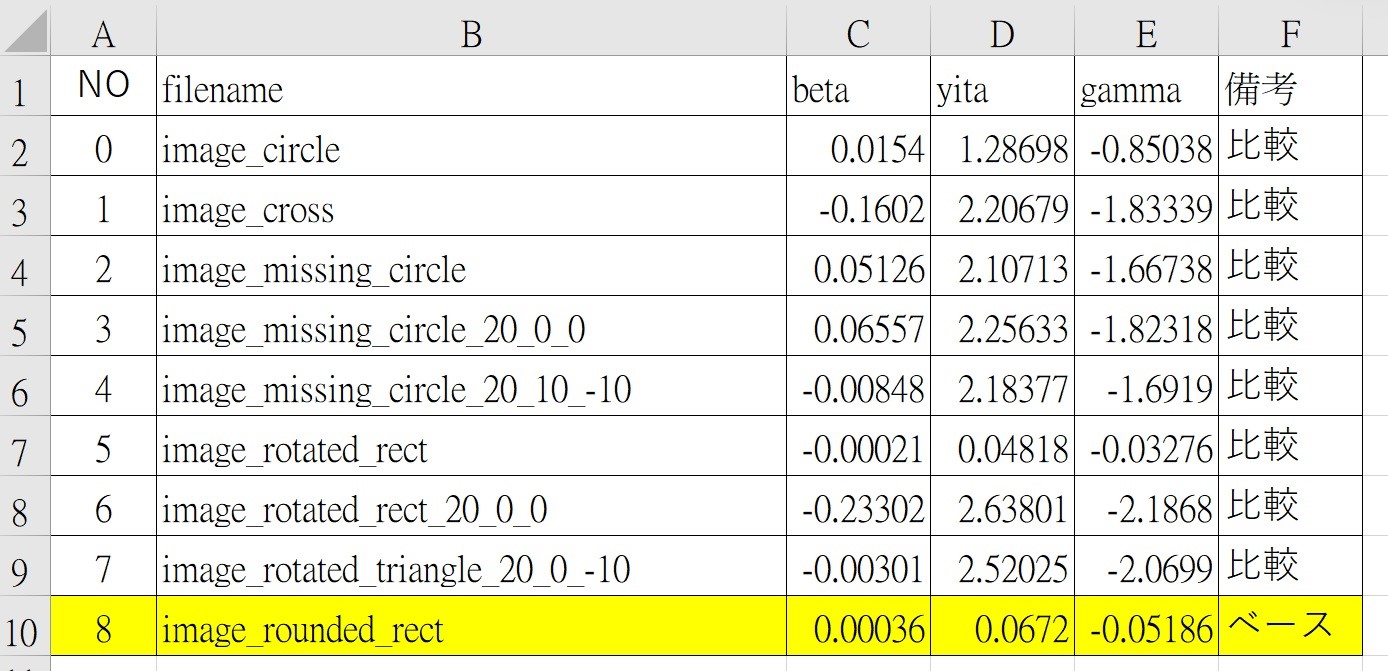 A B C D E F
1 NO filename beta yita gamma 備考
2 0 image_circle 0.0154 1.28698 -0.85038 比較
3 1 image_cross -0.1602 2.20679 -1.83339 比較
4 2 image_missing_circle 0.05126 2.10713 -1.66738 比較
5 3 image_missing_circle_20_0_0 0.06557 2.25633 -1.82318 比較
6 4 image_missing_circle_20_10_-10 -0.00848 2.18377 -1.6919 比較
7 5 image_rotated_rect -0.00021 0.04818 -0.03276 比較
8 6 image_rotated_rect_20_0_0 -0.23302 2.63801 -2.1868 比較
9 7 image_rotated_triangle_20_0_-10 -0.00301 2.52025 -2.0699 比較
10 8 image_rounded_rect 0.00036 0.0672 -0.05186 ベース